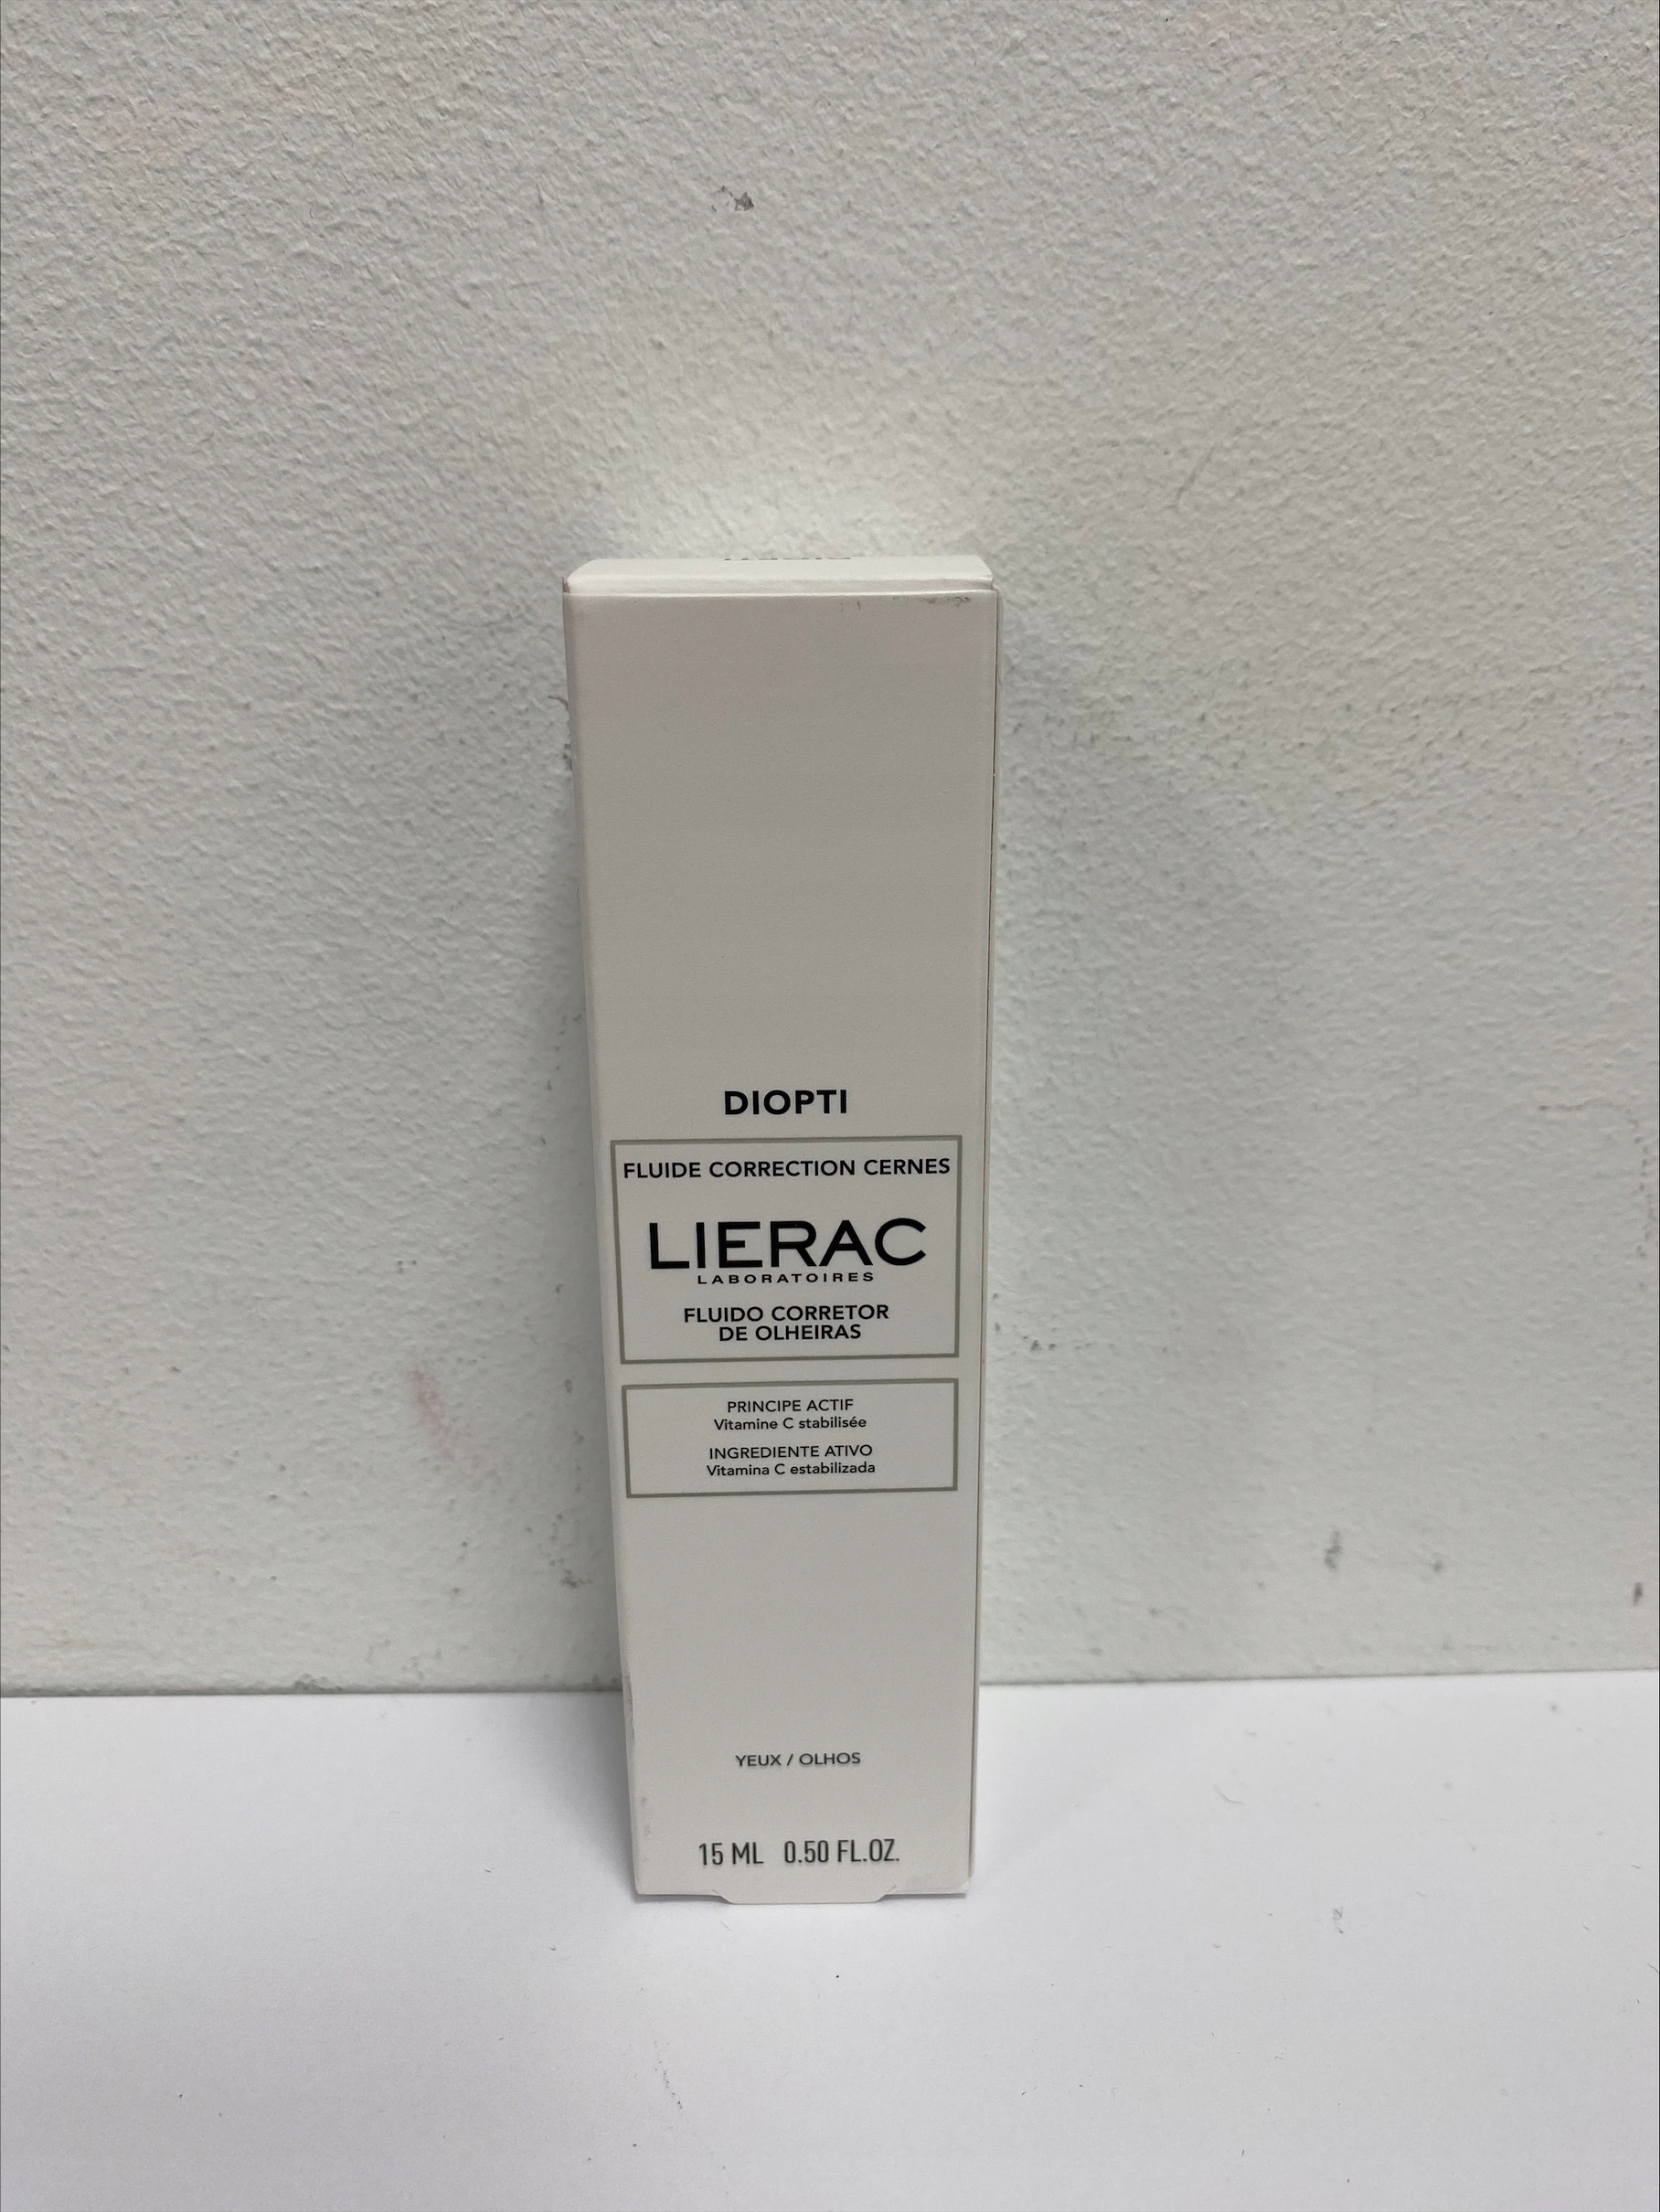 DIOPTI
FLUIDE CORRECTION CERNES
LIERAC
LABORATOIRES
FLUIDO CORRETOR
DE OLHEIRAS
PRINCIPE ACTIF
Vitamine C stabilisée
INGREDIENTE ATIVO
Vitamina C estabilizada
YEUX / OLHOS
15 ML 0.50 FL.OZ.